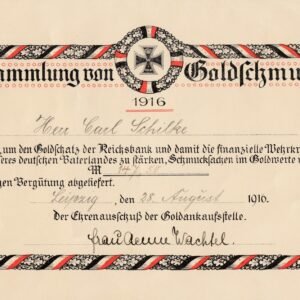 ammlung von Goldschmu
1916
Herr Carl Schilke
, um den Goldschatz der Reichsbank und damit die finanzielle Wehrkr
eres deutschen Vaterlandes zu stärken, Schmucksachen im Goldwerte
M
gen Vergütung abgeliefert.
Leipzig, den 28. August 1916.
Der Ehrenausschuß der Goldankaufsstelle.
Wachtel.